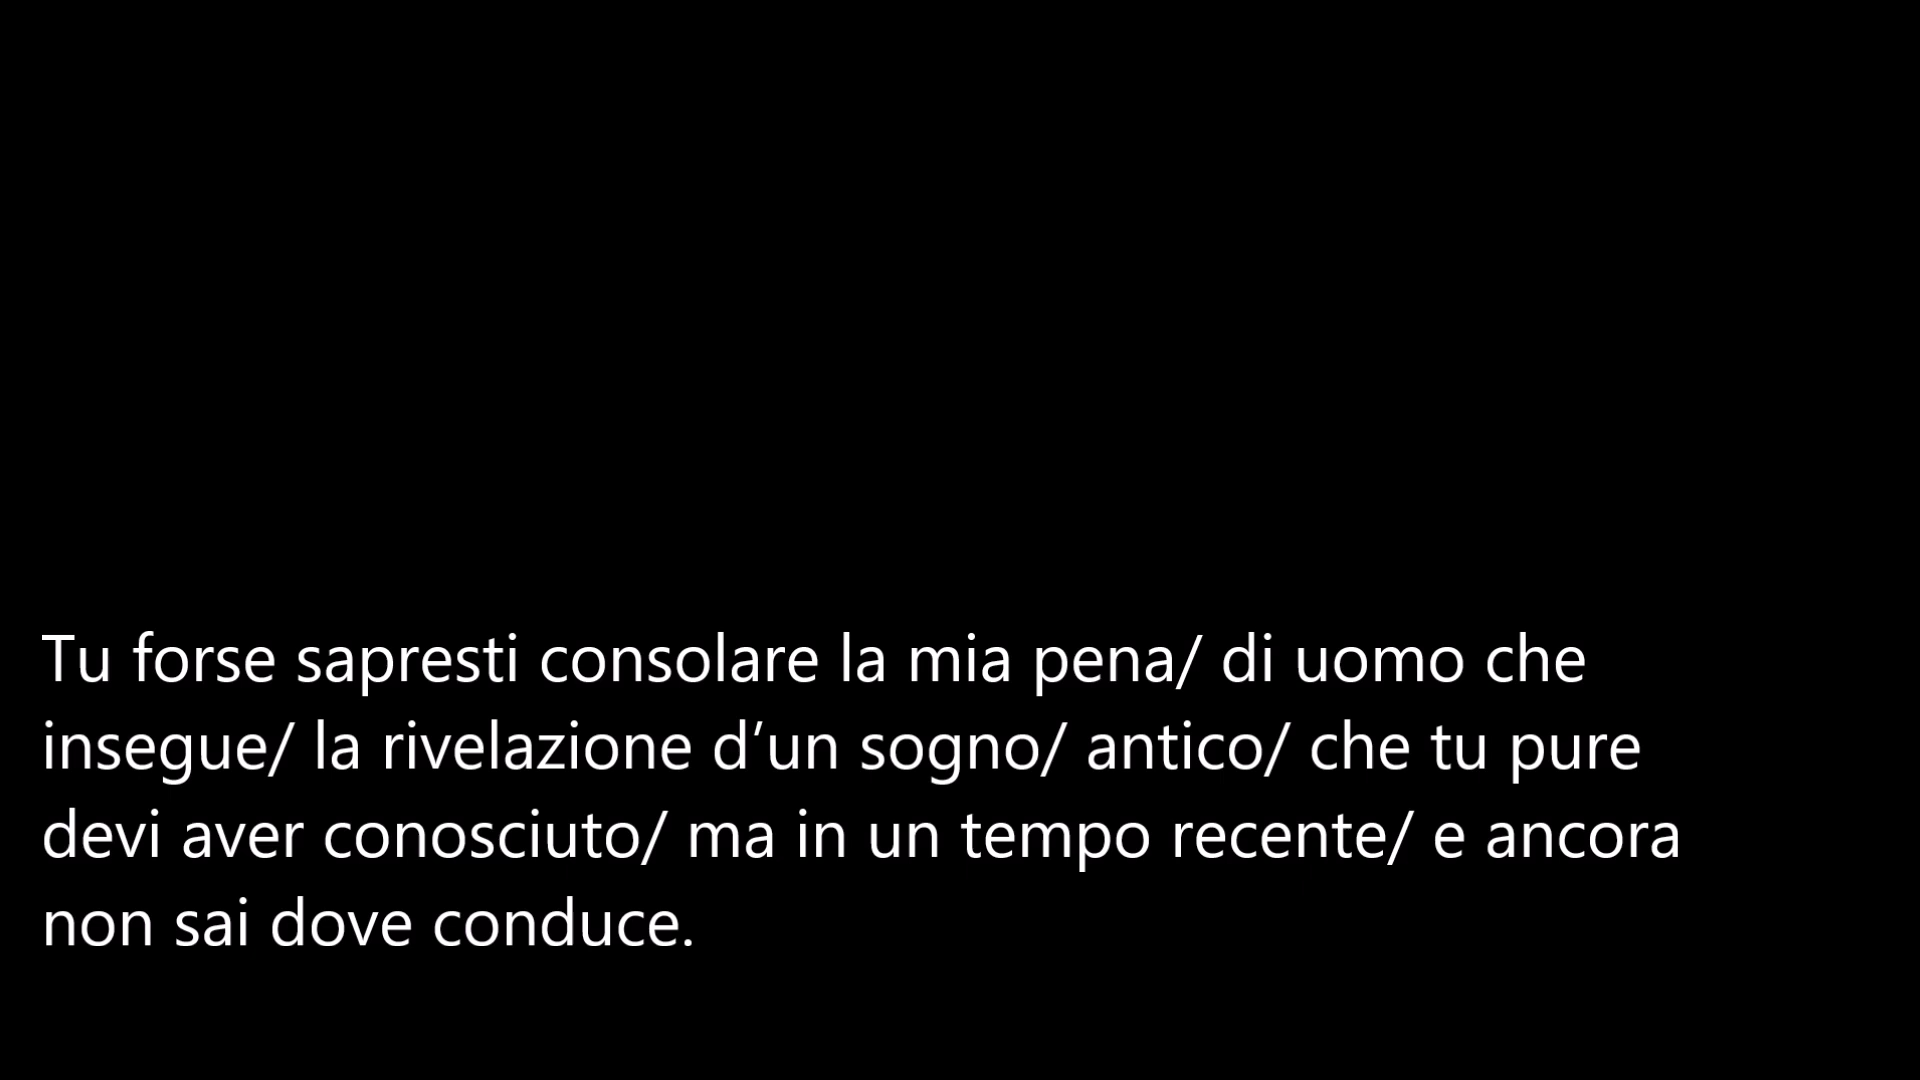 Tu forse sapresti consolare la mia pena/ di uomo che
insegue/ la rivelazione d’un sogno/ antico/ che tu pure
devi aver conosciuto/ ma in un tempo recente/ e ancora
non sai dove conduce.